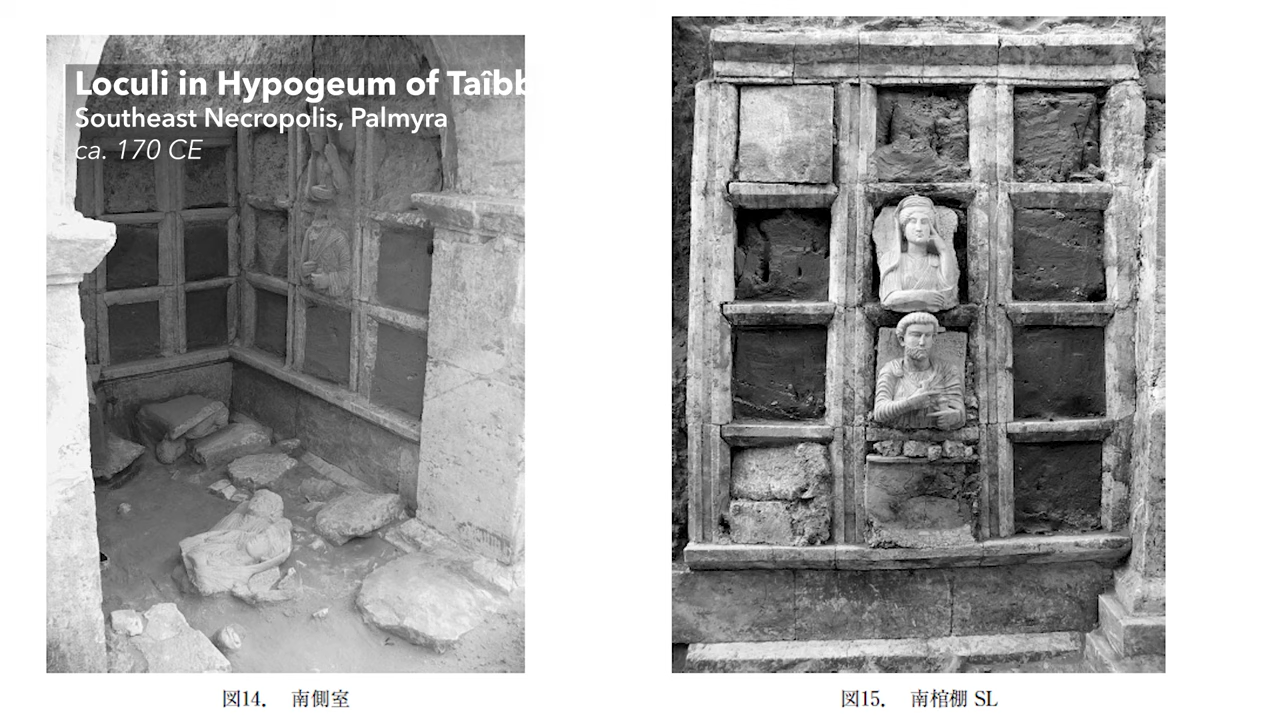 Loculi in Hypogeum of Taîbb
Southeast Necropolis, Palmyra
ca. 170 CE
図14. 南側室
図15. 南棺棚 SL